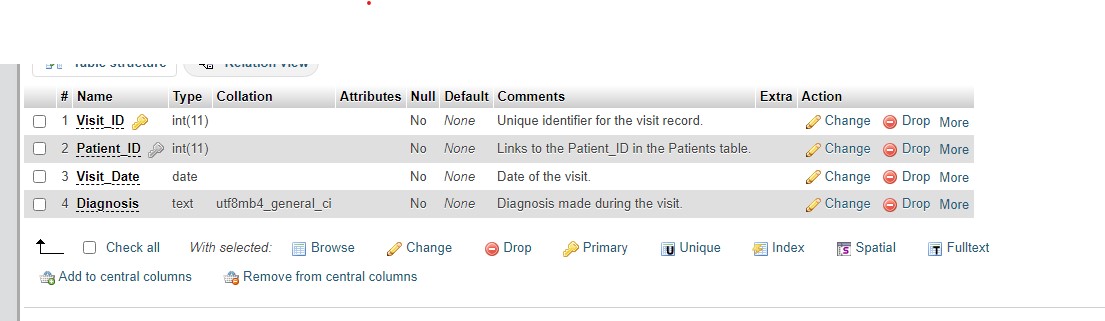 Table structure Relation view
# Name Type Collation Attributes Null Default Comments Extra Action
1 Visit_ID int(11) No None Unique identifier for the visit record. Change Drop More
2 Patient_ID int(11) No None Links to the Patient_ID in the Patients table. Change Drop More
3 Visit_Date date No None Date of the visit. Change Drop More
4 Diagnosis text utf8mb4_general_ci No None Diagnosis made during the visit. Change Drop More
Check all With selected: Browse Change Drop Primary Unique Index Spatial Fulltext
Add to central columns Remove from central columns